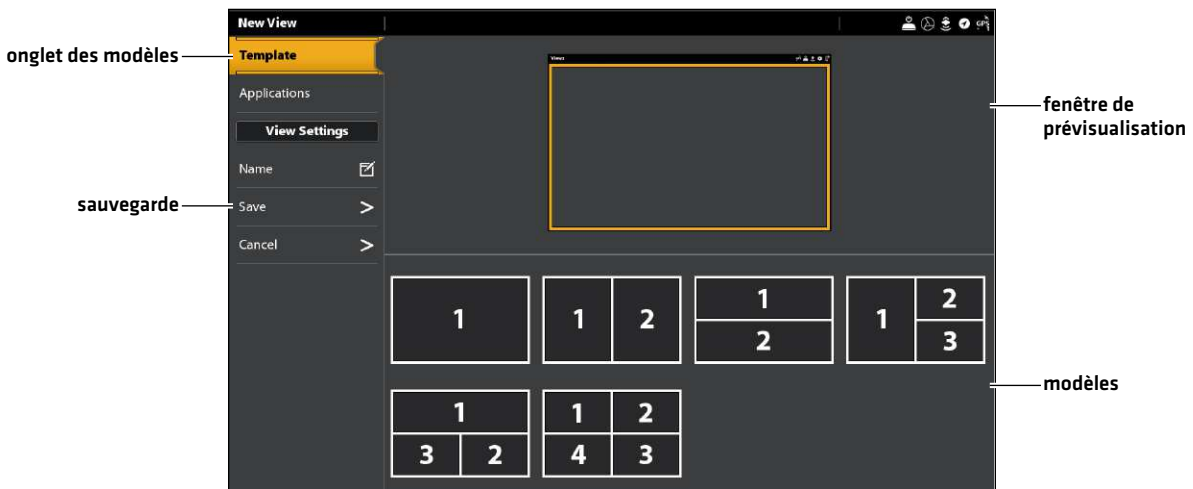 New View
onglet des modèles
Template
Applications
View Settings
Name
sauvegarde
Save
Cancel
GPS
fenêtre de
prévisualisation
1
1 2
1
2
1 2
3
modèles
1
3 2
1 2
4 3